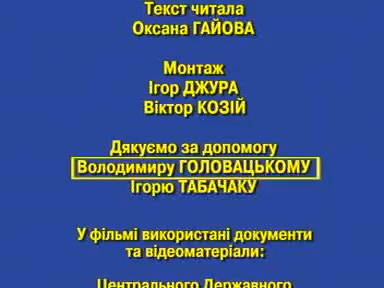 Текст читала
Оксана ГАЙОВА
Монтаж
Ігор ДЖУРА
Віктор КОЗІЙ
Дякуємо за допомогу
Володимиру ГОЛОВАЦЬКОМУ
Ігорю ТАБАЧАКУ
У фільмі використані документи
та відеоматеріали:
Центрального Державного